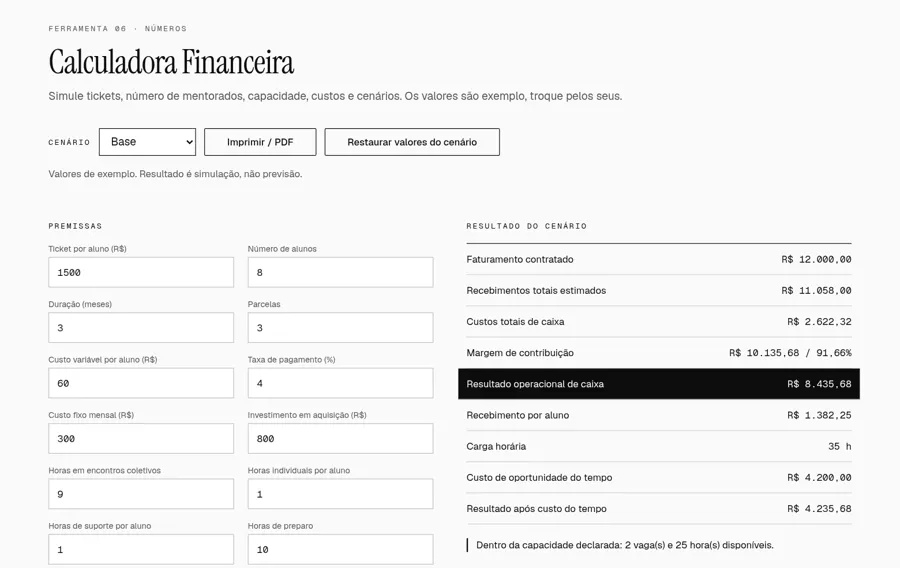 FERRAMENTA 06 · NÚMEROS
Calculadora Financeira
Simule tickets, número de mentorados, capacidade, custos e cenários. Os valores são exemplo, troque pelos seus.
CENÁRIO Base Imprimir / PDF Restaurar valores do cenário
Valores de exemplo. Resultado é simulação, não previsão.
PREMISSAS
Ticket por aluno (R$) Número de alunos
1500 8
Duração (meses) Parcelas
3 3
Custo variável por aluno (R$) Taxa de pagamento (%)
60 4
Custo fixo mensal (R$) Investimento em aquisição (R$)
300 800
Horas em encontros coletivos Horas individuais por aluno
9 1
Horas de suporte por aluno Horas de preparo
1 10
RESULTADO DO CENÁRIO
Faturamento contratado R$ 12.000,00
Recebimentos totais estimados R$ 11.058,00
Custos totais de caixa R$ 2.622,32
Margem de contribuição R$ 10.135,68 / 91,66%
Resultado operacional de caixa R$ 8.435,68
Recebimento por aluno R$ 1.382,25
Carga horária 35 h
Custo de oportunidade do tempo R$ 4.200,00
Resultado após custo do tempo R$ 4.235,68
Dentro da capacidade declarada: 2 vaga(s) e 25 hora(s) disponíveis.